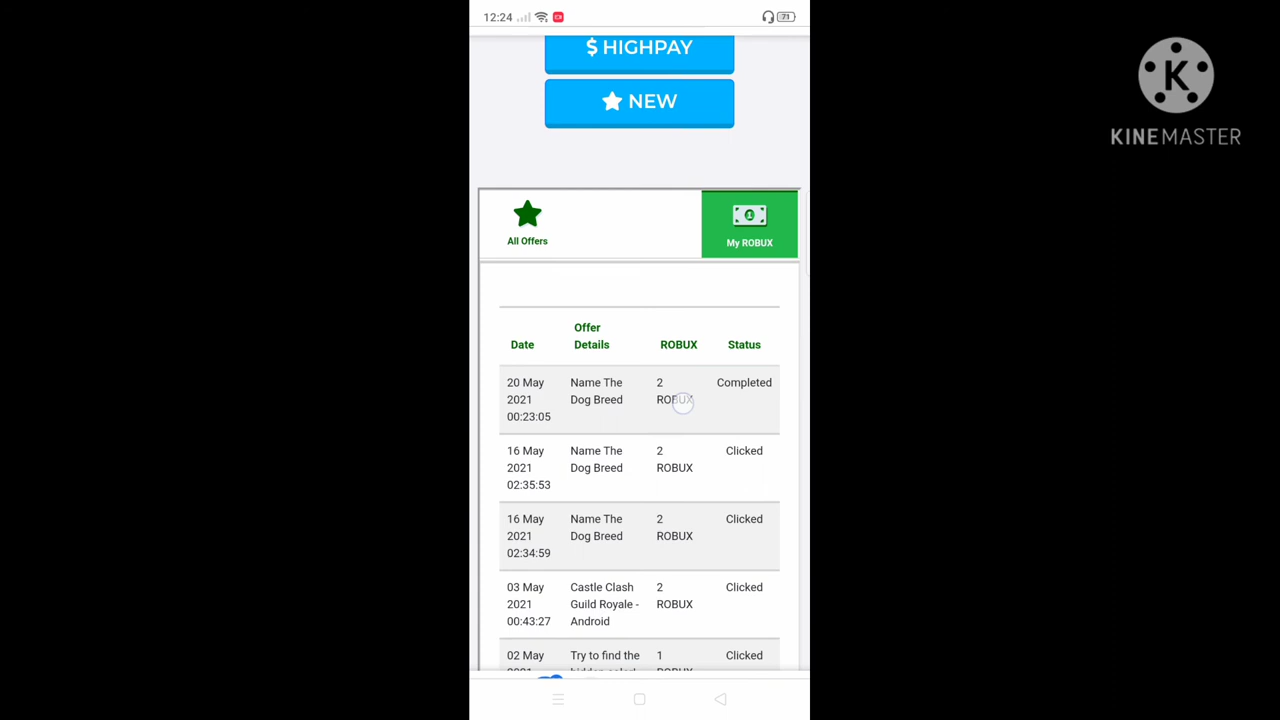 12:24
71
$ HIGHPAY
NEW
KINEMASTER
All Offers
My ROBUX
Date
Offer
Details
ROBUX
Status
20 May
2021
00:23:05
Name The
Dog Breed
2
ROBUX
Completed
16 May
2021
02:35:53
Name The
Dog Breed
2
ROBUX
Clicked
16 May
2021
02:34:59
Name The
Dog Breed
2
ROBUX
Clicked
03 May
2021
00:43:27
Castle Clash
Guild Royale -
Android
2
ROBUX
Clicked
02 May
Try to find the
1
Clicked